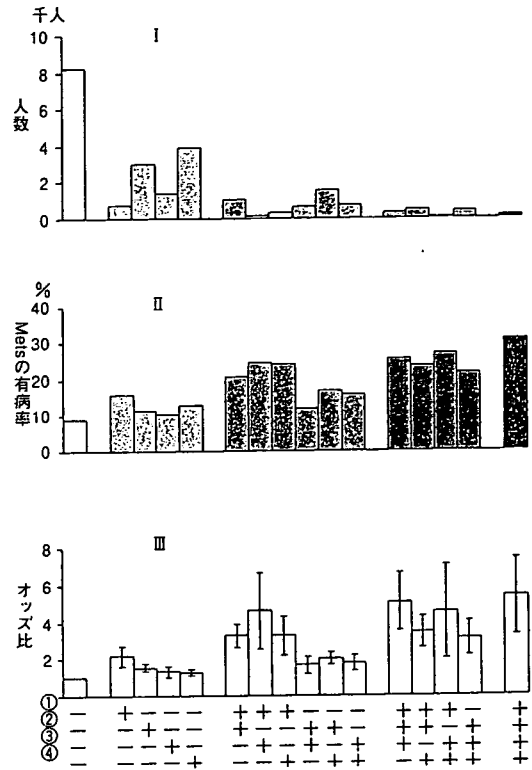 千人
I
10
8
6
4
2
0
人数
II
%
40
30
20
10
0
Metsの有病率
III
8
6
4
2
オッズ比
① − + − − − + + + − − − + + + − +
② − − + − − + − − + + − + + − + +
③ − − − + − − + − + − + + − + + +
④ − − − − + − − + − + + − + + + +